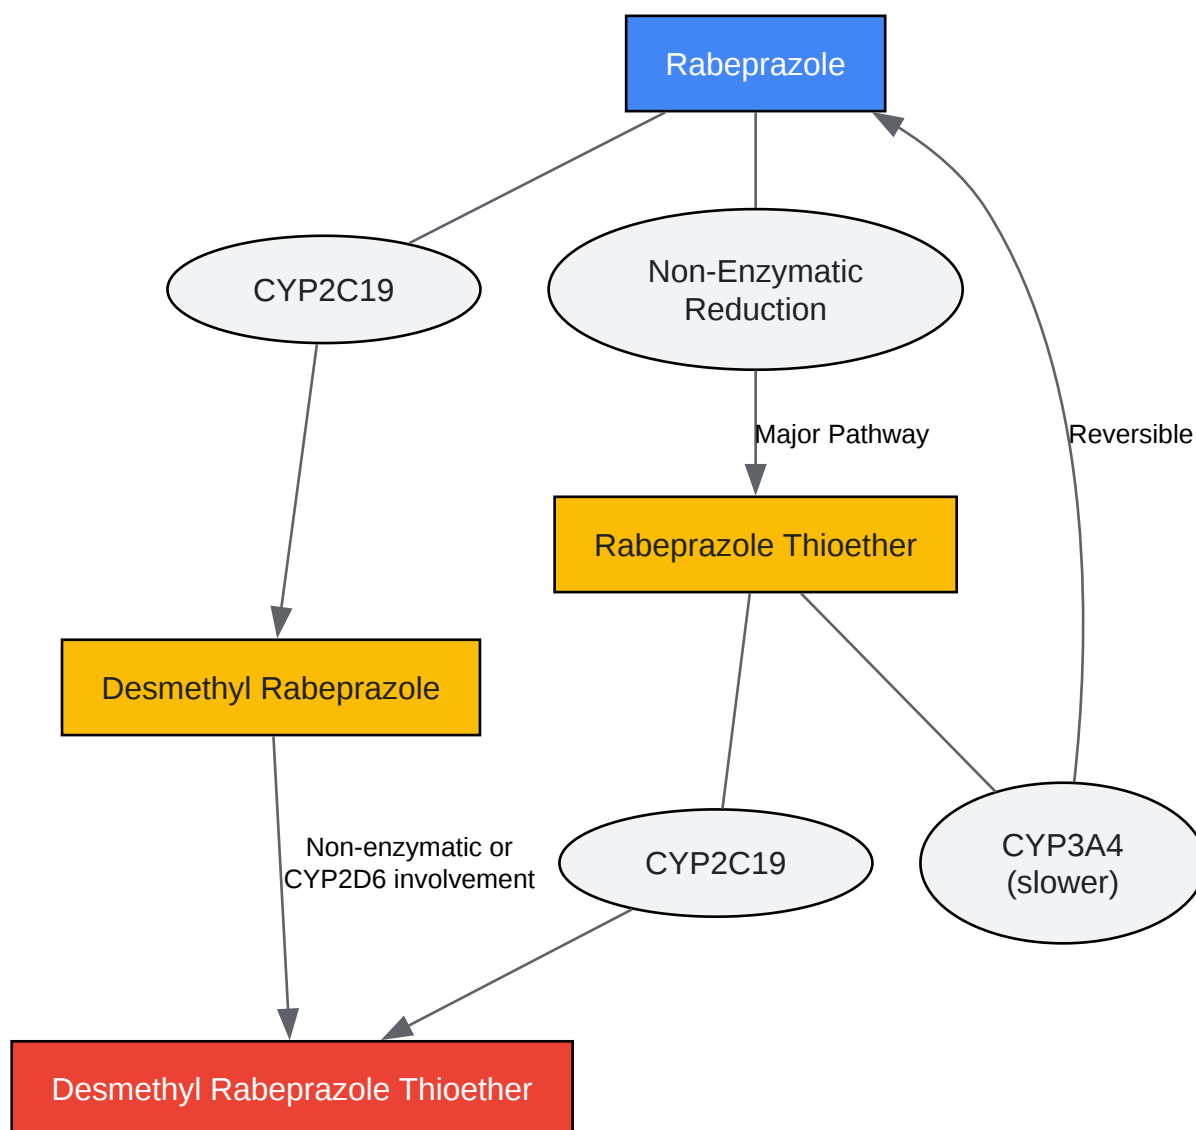 Rabeprazole
CYP2C19
Non-Enzymatic
Reduction
Major Pathway
Reversible
Rabeprazole Thioether
Desmethyl Rabeprazole
Non-enzymatic or
CYP2D6 involvement
CYP2C19
CYP3A4
(slower)
Desmethyl Rabeprazole Thioether